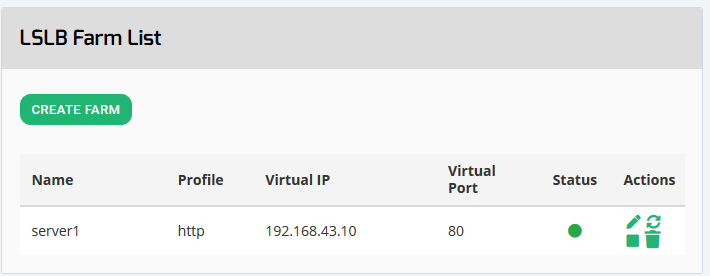 LSLB Farm List
CREATE FARM
Name Profile Virtual IP Virtual Port Status Actions
server1 http 192.168.43.10 80